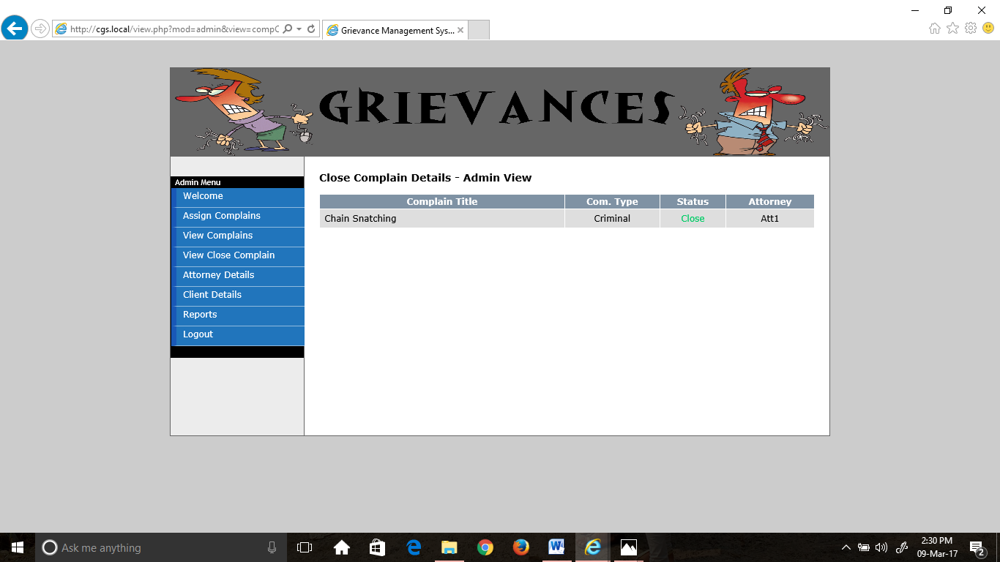 http://cgs.local/view.php?mod=admin&view=compC
Grievance Management Sys...
GRIEVANCES
Admin Menu
Welcome
Assign Complains
View Complains
View Close Complain
Attorney Details
Client Details
Reports
Logout
Close Complain Details - Admin View
Complain Title Com. Type Status Attorney
Chain Snatching Criminal Close Att1
Ask me anything
2:30 PM
09-Mar-17
2